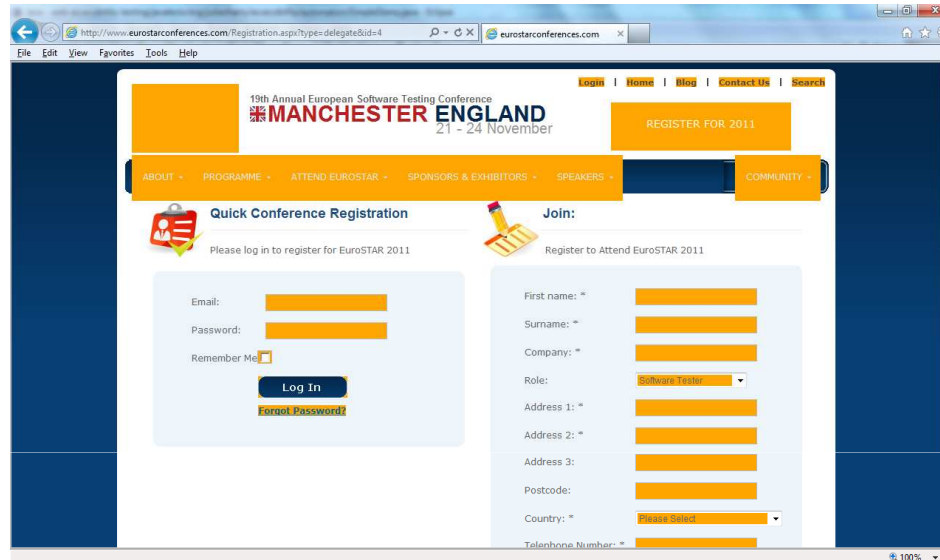 http://www.eurostarconferences.com/Registration.aspx?type=delegate&id=4
eurostarconferences.com
File Edit View Favorites Tools Help
Login | Home | Blog | Contact Us | Search
19th Annual European Software Testing Conference
MANCHESTER ENGLAND
21 - 24 November
REGISTER FOR 2011
ABOUT PROGRAMME ATTEND EUROSTAR SPONSORS & EXHIBITORS SPEAKERS COMMUNITY
Quick Conference Registration
Please log in to register for EuroSTAR 2011
Email:
Password:
Remember Me
Log In
Forgot Password?
Join:
Register to Attend EuroSTAR 2011
First name: *
Surname: *
Company: *
Role: Software Tester
Address 1: *
Address 2: *
Address 3:
Postcode:
Country: * Please Select
Telephone Number: *
100%